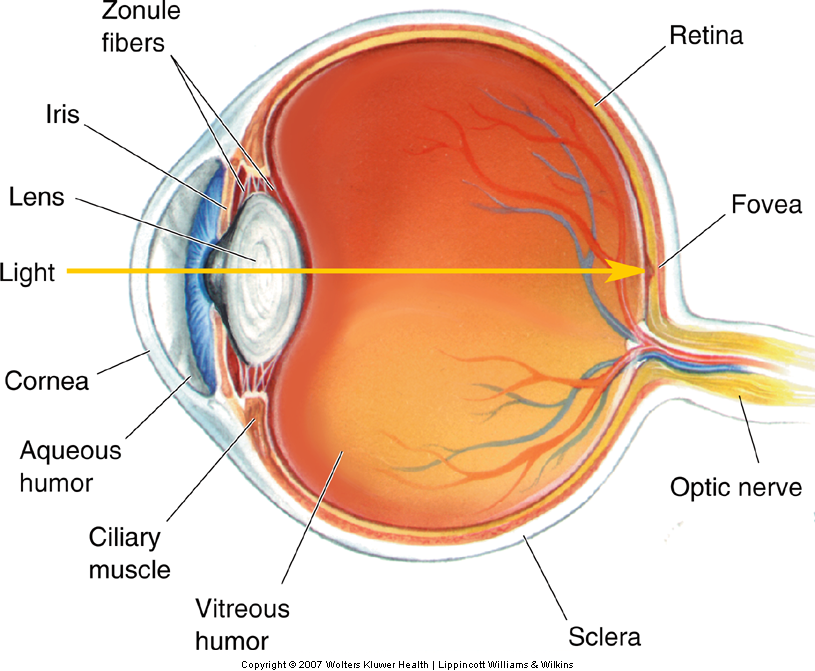 Zonule
fibers
Retina
Iris
Lens
Fovea
Light
Cornea
Aqueous
humor
Optic nerve
Ciliary
muscle
Vitreous
humor
Sclera
Copyright © 2007 Wolters Kluwer Health | Lippincott Williams & Wilkins